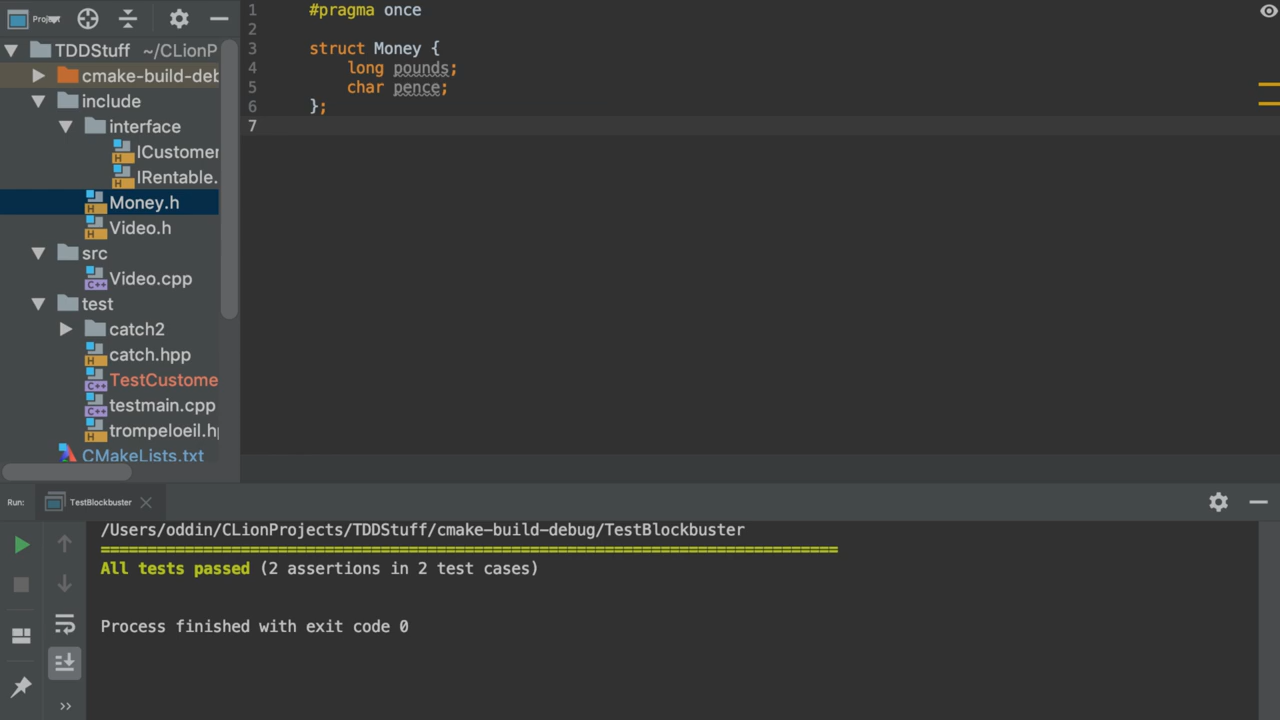 Project
TDDStuff ~/CLionP
cmake-build-deb
include
interface
ICustomer
IRentable.
Money.h
Video.h
src
Video.cpp
test
catch2
catch.hpp
TestCustome
testmain.cpp
trompeloeil.h
CMakeLists.txt
1 #pragma once
2
3 struct Money {
4 long pounds;
5 char pence;
6 };
7
Run: TestBlockbuster
/Users/oddin/CLionProjects/TDDStuff/cmake-build-debug/TestBlockbuster
===============================================================================
All tests passed (2 assertions in 2 test cases)
Process finished with exit code 0